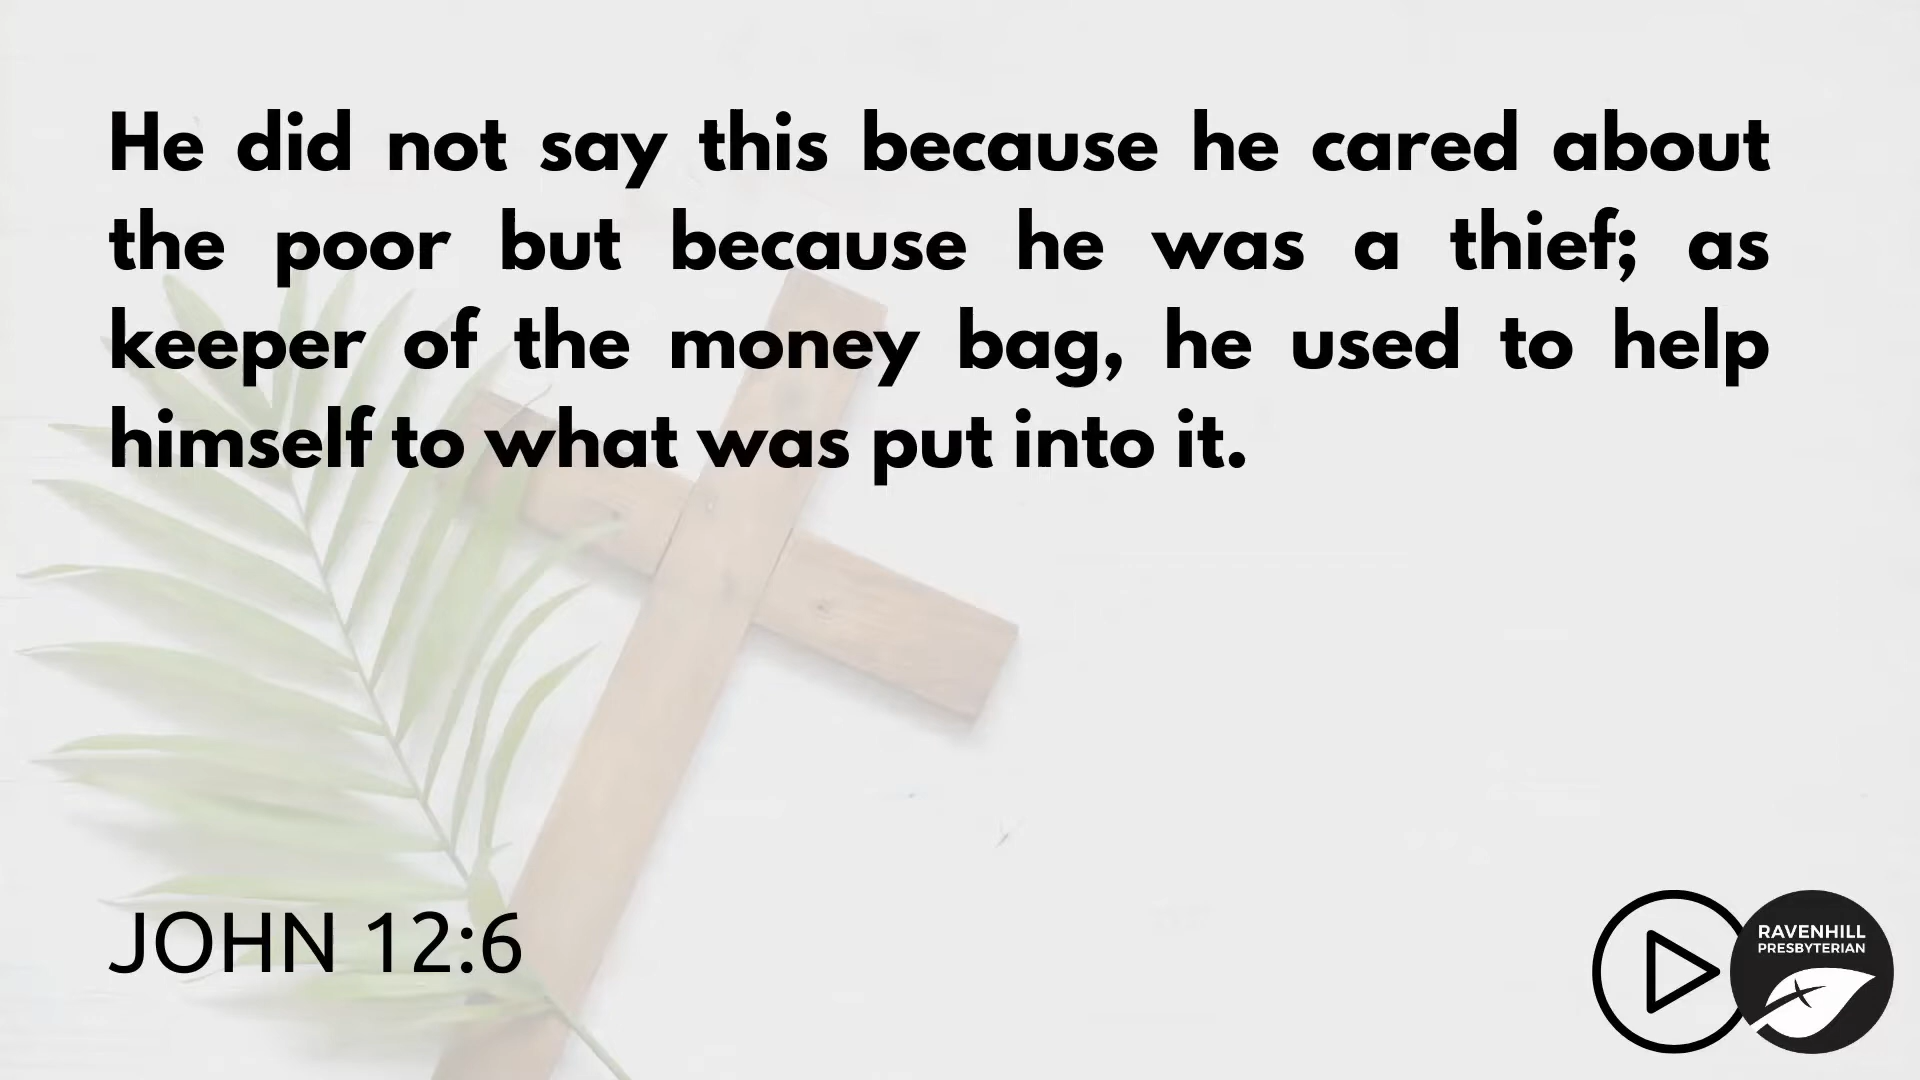 He did not say this because he cared about
the poor but because he was a thief; as
keeper of the money bag, he used to help
himself to what was put into it.
JOHN 12:6
RAVENHILL
PRESBYTERIAN